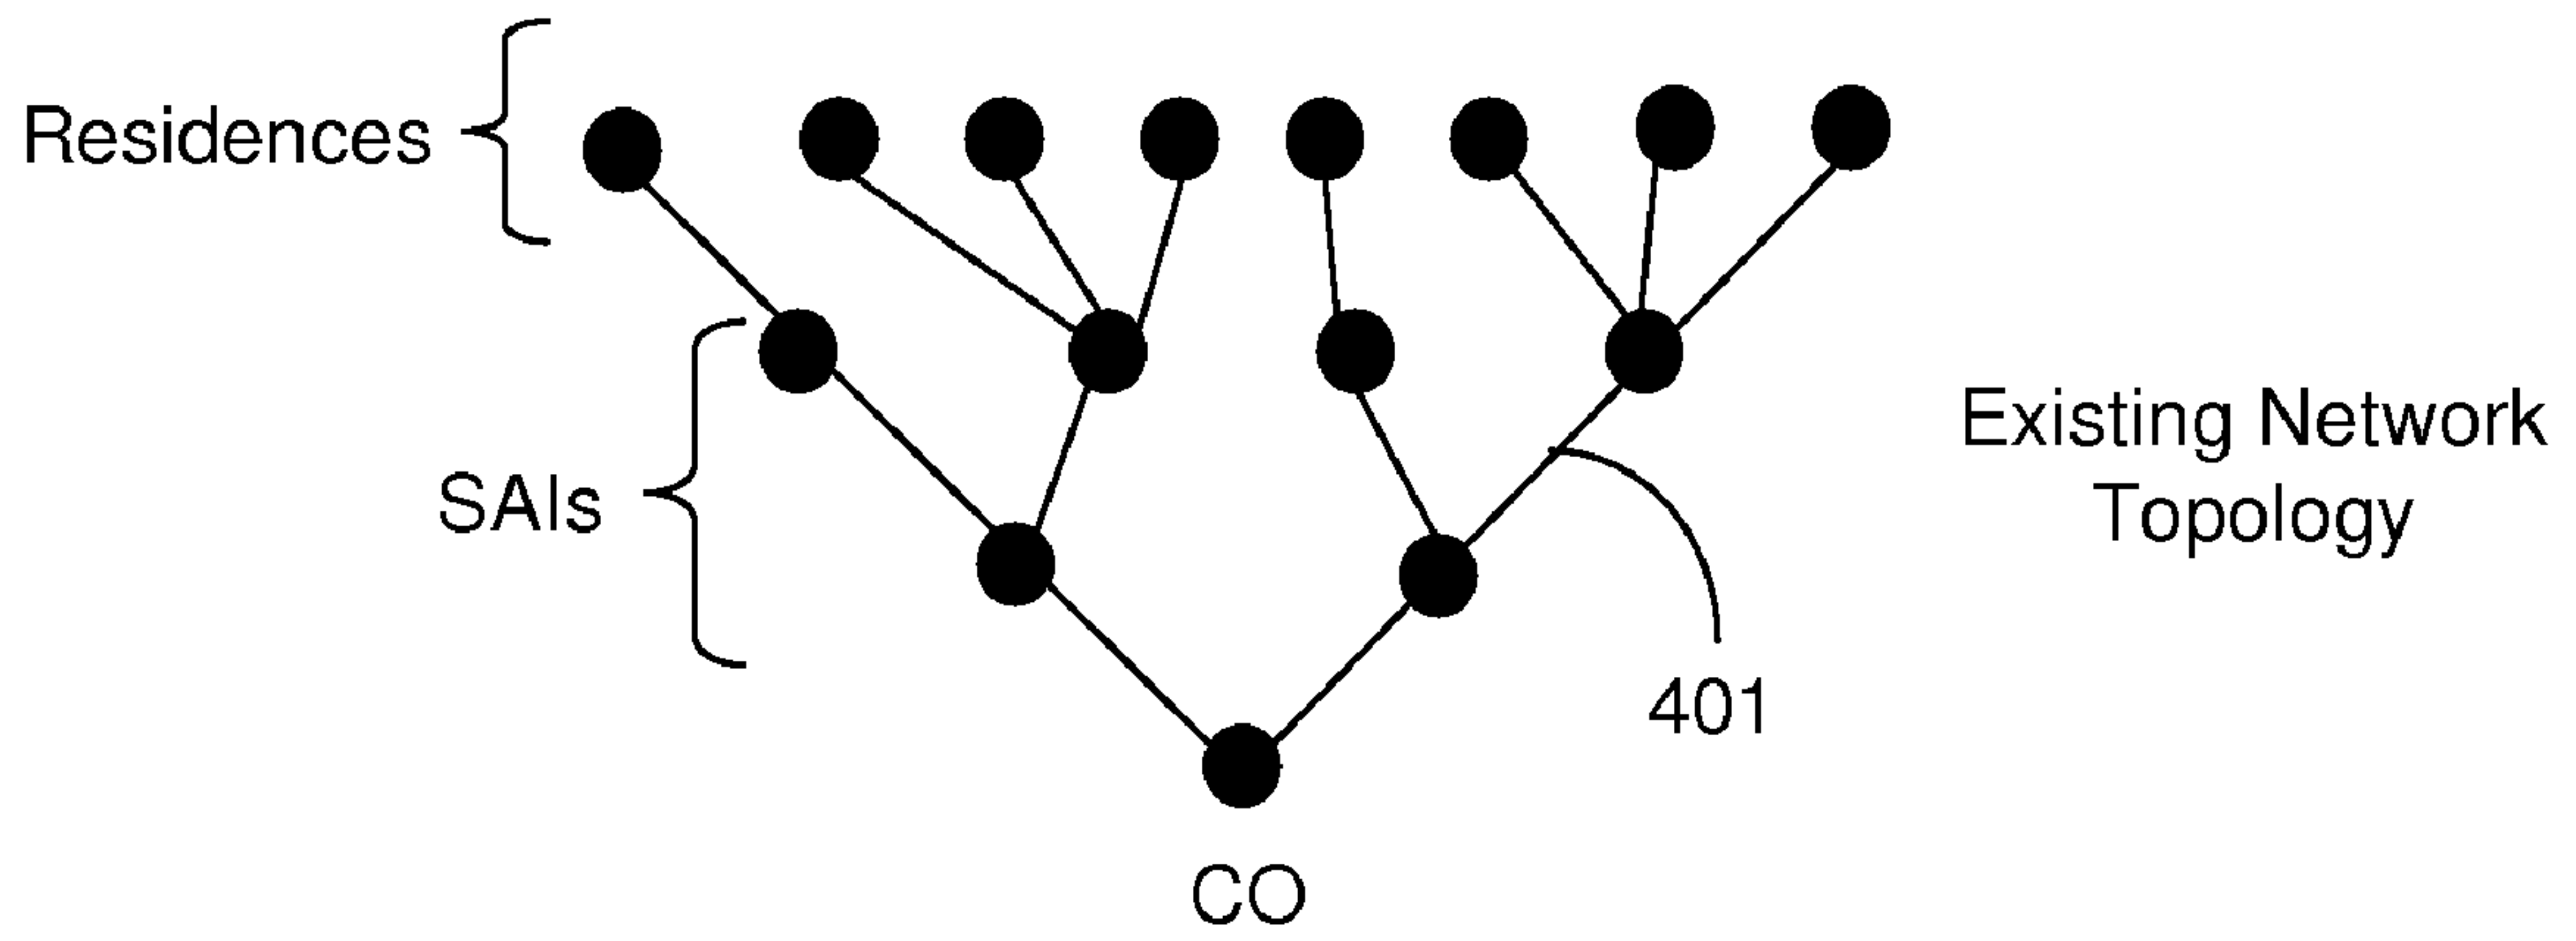 Residences
SAIs
Existing Network
Topology
401
CO